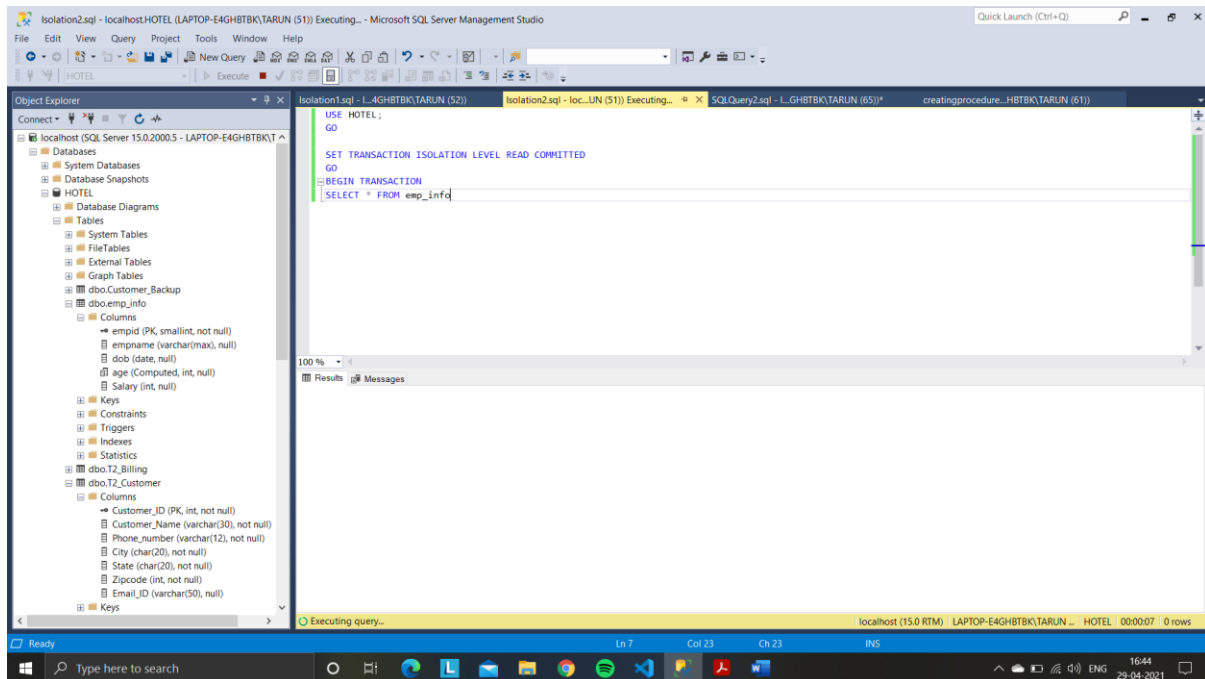 Isolation2.sql - localhost.HOTEL (LAPTOP-E4GHBTBK\TARUN (51)) Executing... - Microsoft SQL Server Management Studio
Quick Launch (Ctrl+Q)
File Edit View Query Project Tools Window Help
New Query
HOTEL
Execute
Object Explorer
Isolation1.sql - l...4GHBTBK\TARUN (52))
Isolation2.sql - loc...UN (51)) Executing...
SQLQuery2.sql - l...GHBTBK\TARUN (65))*
creatingprocedure...HBTBK\TARUN (61))
Connect
localhost (SQL Server 15.0.2000.5 - LAPTOP-E4GHBTBK\T
Databases
System Databases
Database Snapshots
HOTEL
Database Diagrams
Tables
System Tables
FileTables
External Tables
Graph Tables
dbo.Customer_Backup
dbo.emp_info
Columns
empid (PK, smallint, not null)
empname (varchar(max), null)
dob (date, null)
age (Computed, int, null)
Salary (int, null)
Keys
Constraints
Triggers
Indexes
Statistics
dbo.T2_Billing
dbo.T2_Customer
Columns
Customer_ID (PK, int, not null)
Customer_Name (varchar(30), not null)
Phone_number (varchar(12), not null)
City (char(20), not null)
State (char(20), not null)
Zipcode (int, not null)
Email_ID (varchar(50), null)
Keys
USE HOTEL;
GO
SET TRANSACTION ISOLATION LEVEL READ COMMITTED
GO
BEGIN TRANSACTION
SELECT * FROM emp_info
100 %
Results Messages
Executing query...
localhost (15.0 RTM) LAPTOP-E4GHBTBK\TARUN ... HOTEL 00:00:07 0 rows
Ready
Ln 7 Col 23 Ch 23 INS
Type here to search
ENG
16:44
29-04-2021